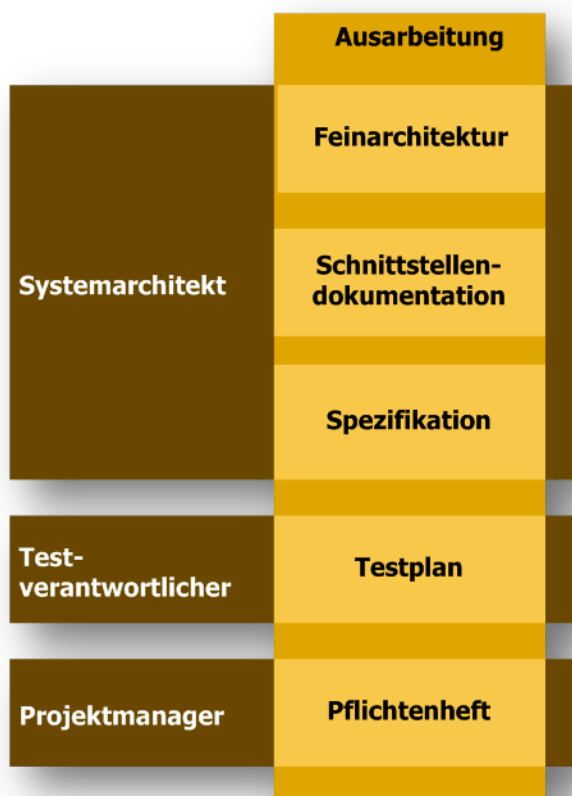 Ausarbeitung
Systemarchitekt
Feinarchitektur
Schnittstellen-
dokumentation
Spezifikation
Test-
verantwortlicher
Testplan
Projektmanager
Pflichtenheft